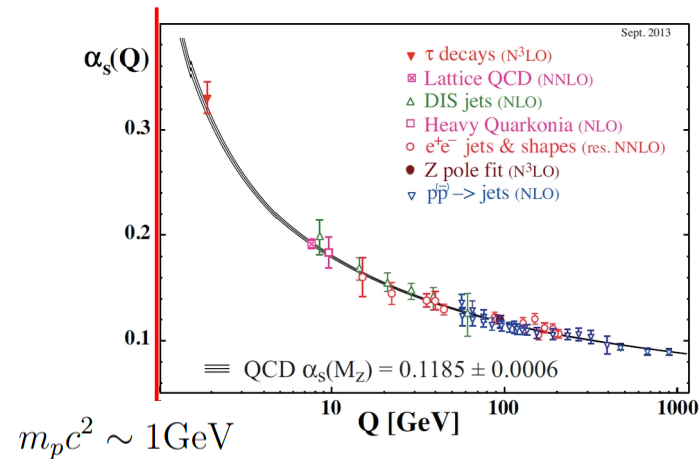 Sept. 2013
αs(Q)
τ decays (N³LO)
Lattice QCD (NNLO)
DIS jets (NLO)
Heavy Quarkonia (NLO)
e⁺e⁻ jets & shapes (res. NNLO)
Z pole fit (N³LO)
pp(–) –> jets (NLO)
0.3
0.2
0.1
QCD αs(Mz) = 0.1185 ± 0.0006
10
100
1000
Q [GeV]
mpc² ∼ 1GeV